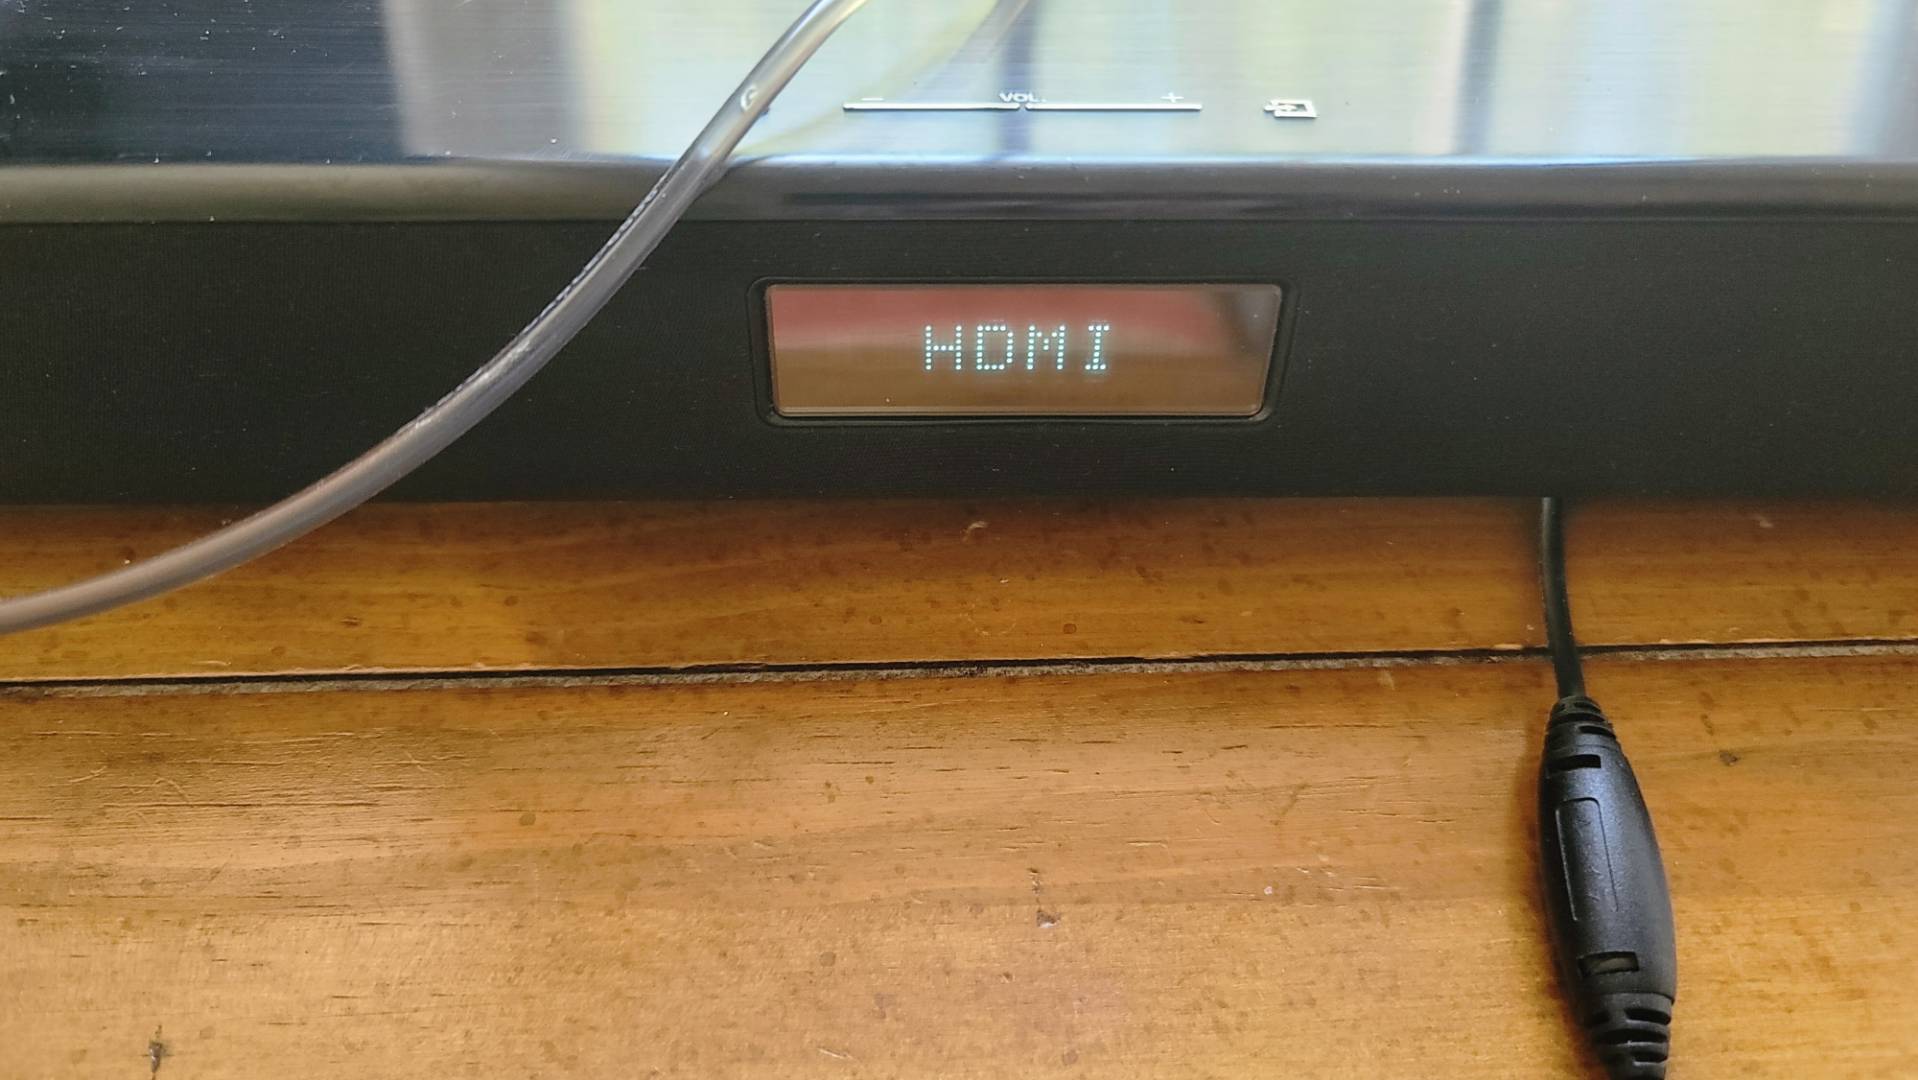 - VOL. +
HDMI